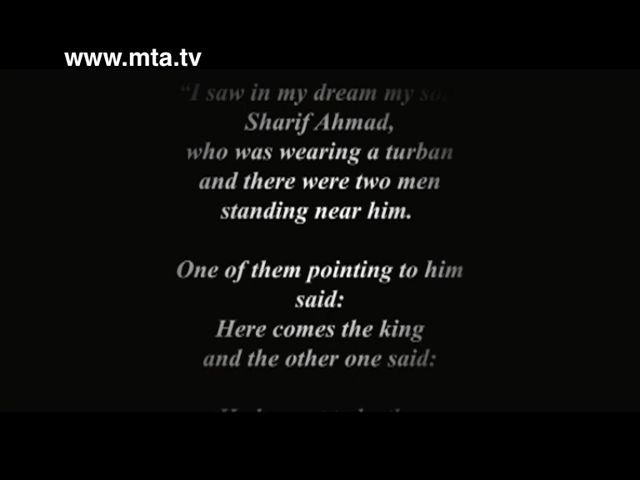 www.mta.tv
“I saw in my dream my son
Sharif Ahmad,
who was wearing a turban
and there were two men
standing near him.
One of them pointing to him
said:
Here comes the king
and the other one said: